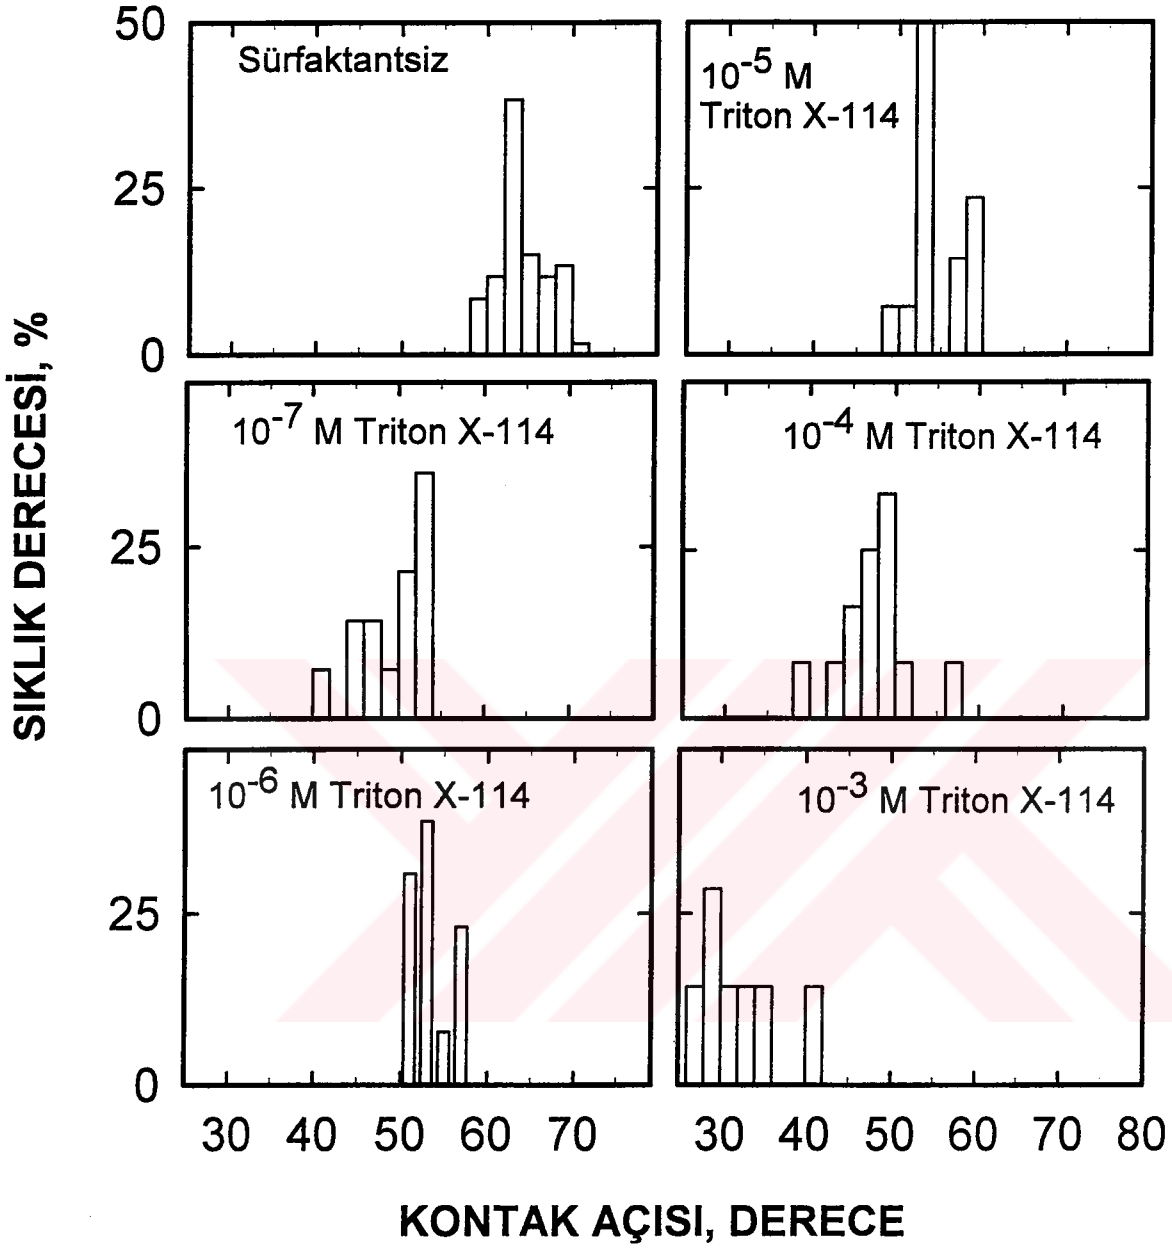 SIKLIK DERECESİ, %
50
25
0
Sürfaktantsiz
10-5 M
Triton X-114
25
0
10-7 M Triton X-114
10-4 M Triton X-114
25
0
10-6 M Triton X-114
10-3 M Triton X-114
30 40 50 60 70
30 40 50 60 70 80
KONTAK AÇISI, DERECE